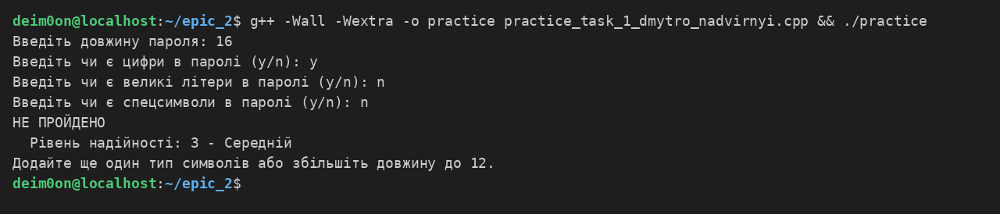 deim0on@localhost:~/epic_2$ g++ -Wall -Wextra -o practice practice_task_1_dmytro_nadvirnyi.cpp && ./practice
Введіть довжину пароля: 16
Введіть чи є цифри в паролі (y/n): y
Введіть чи є великі літери в паролі (y/n): n
Введіть чи є спецсимволи в паролі (y/n): n
НЕ ПРОЙДЕНО
  Рівень надійності: 3 - Середній
Додайте ще один тип символів або збільшіть довжину до 12.
deim0on@localhost:~/epic_2$